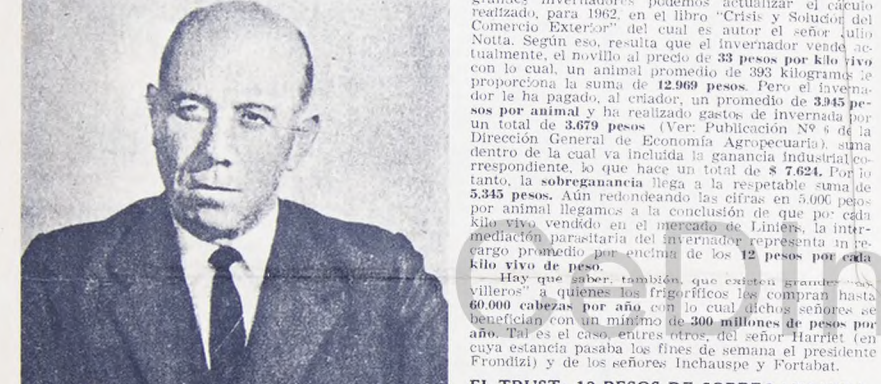 grandes invernadores podemos actualizar el cálculo
realizado, para 1962, en el libro "Crisis y Solución del
Comercio Exterior" del cual es autor el señor Julio
Notta. Según eso, resulta que el invernador vende ac-
tualmente, el novillo al precio de 33 pesos por kilo vivo
con lo cual, un animal promedio de 393 kilogramos le
proporciona la suma de 12.969 pesos. Pero el inverna-
dor le ha pagado, al criador, un promedio de 3.945 pe-
sos por animal y ha realizado gastos de invernada por
un total de 3.679 pesos (Ver: Publicación Nº 6 de la
Dirección General de Economía Agropecuaria), suma
dentro de la cual va incluida la ganancia industrial co-
rrespondiente, lo que hace un total de $ 7.624. Por lo
tanto, la sobreganancia llega a la respetable suma de
5.345 pesos. Aún redondeando las cifras en 5.000 pesos
por animal llegamos a la conclusión de que por cada
kilo vivo vendido en el mercado de Liniers, la inter-
mediación parasitaria del invernador representa un re-
cargo promedio por encima de los 12 pesos por cada
kilo vivo de peso.
Hay que saber, también, que existen grandes
villeros" a quienes los frigoríficos les compran hasta
60.000 cabezas por año con lo cual dichos señores se
benefician con un mínimo de 300 millones de pesos por
año. Tal es el caso, entres otros, del señor Harriet (en
cuya estancia pasaba los fines de semana el presidente
Frondizi) y de los señores Inchauspe y Fortabat.
EL TRUST
CeDIn